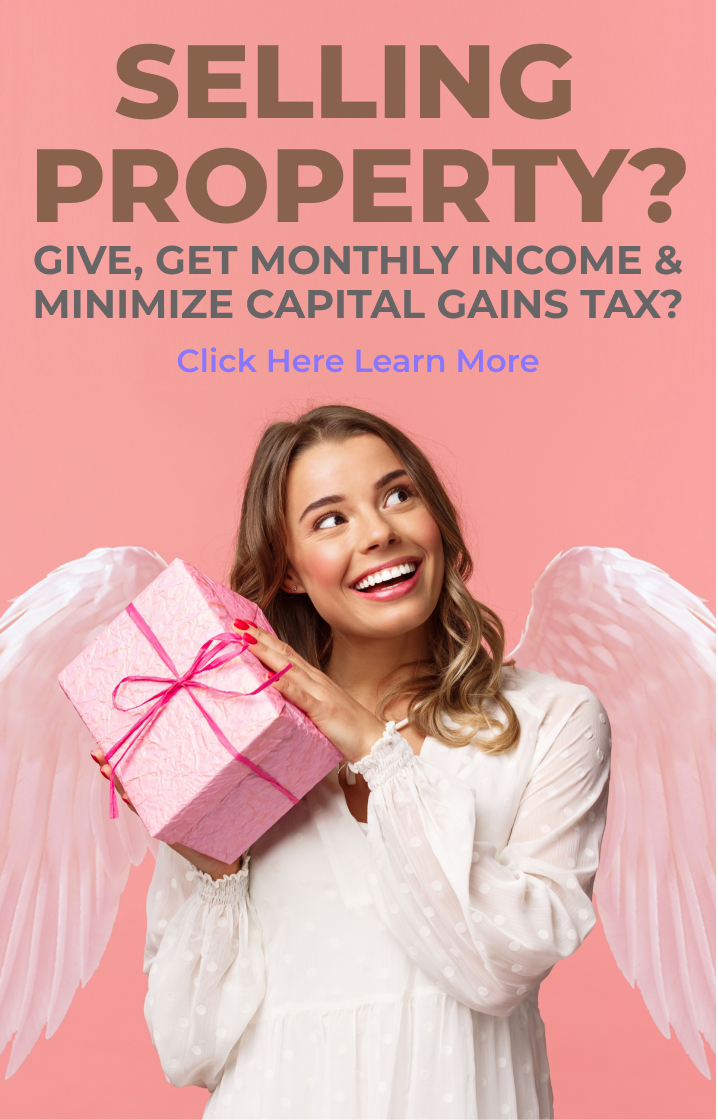 SELLING
PROPERTY?
GIVE, GET MONTHLY INCOME &
MINIMIZE CAPITAL GAINS TAX?
Click Here Learn More